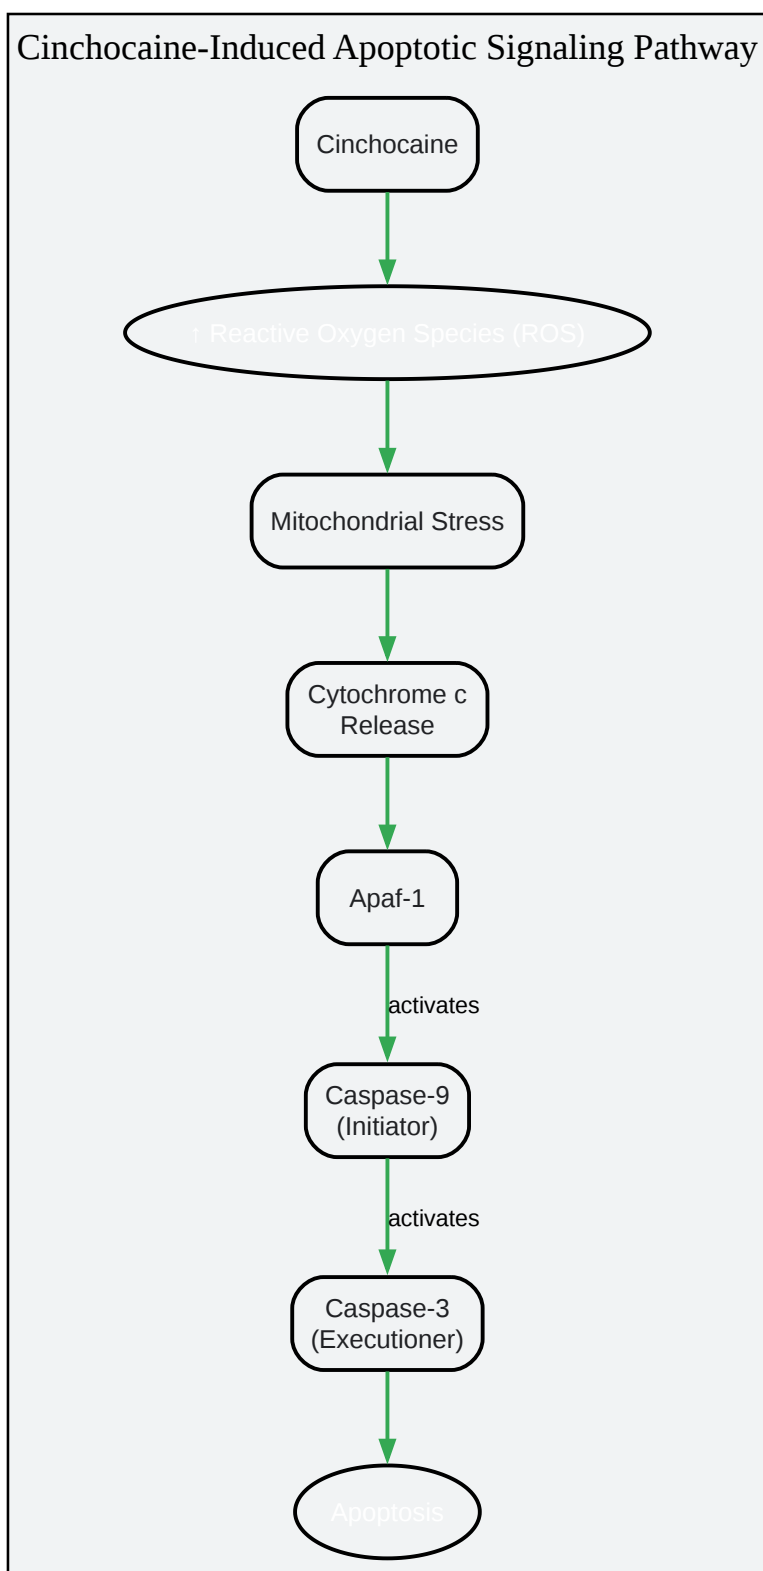 Cinchocaine-Induced Apoptotic Signaling Pathway
Cinchocaine
↑ Reactive Oxygen Species (ROS)
Mitochondrial Stress
Cytochrome c
Release
Apaf-1
activates
Caspase-9
(Initiator)
activates
Caspase-3
(Executioner)
Apoptosis